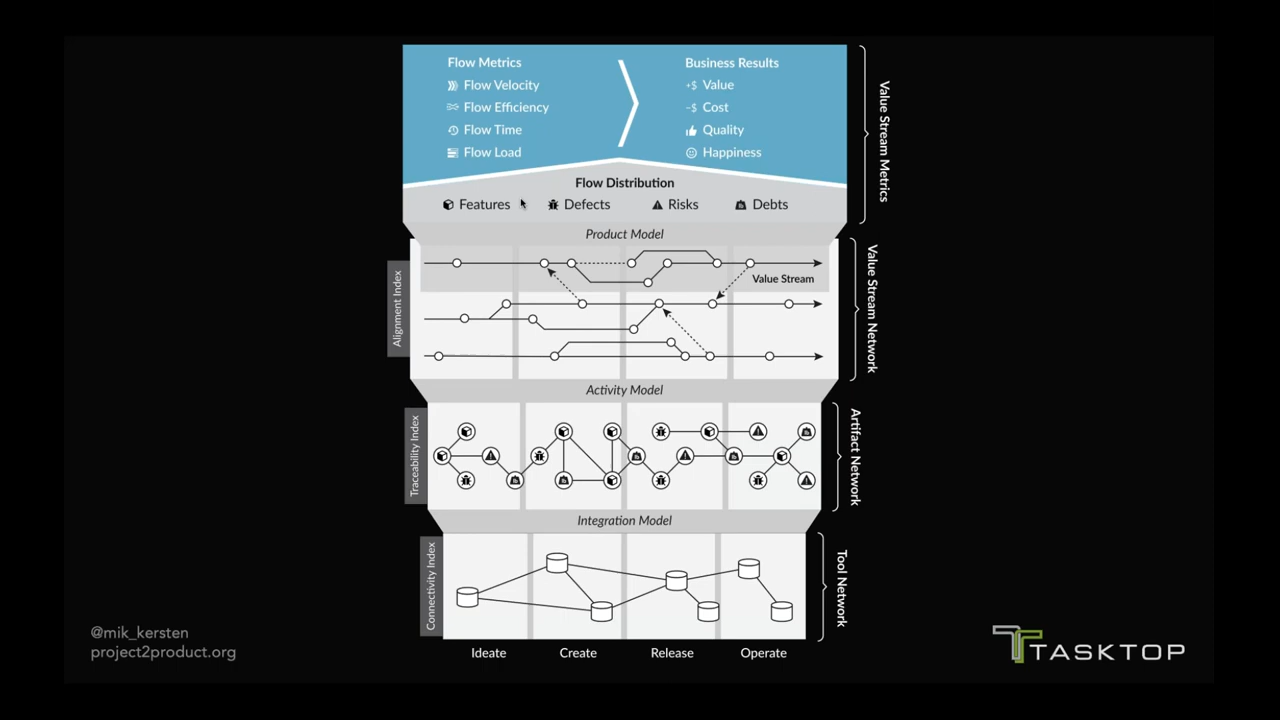 Flow Metrics
Flow Velocity
Flow Efficiency
Flow Time
Flow Load
Business Results
+$ Value
-$ Cost
Quality
Happiness
Flow Distribution
Features Defects Risks Debts
Value Stream Metrics
Product Model
Value Stream
Alignment Index
Value Stream Network
Activity Model
Traceability Index
Artifact Network
Integration Model
Connectivity Index
Tool Network
Ideate Create Release Operate
@mik_kersten
project2product.org
TASKTOP